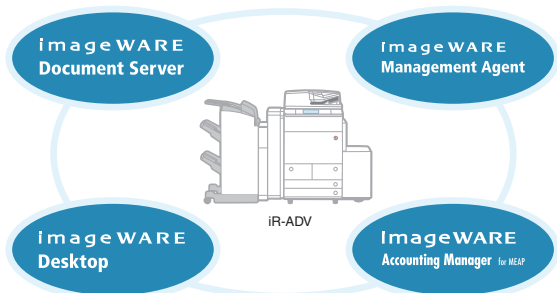 imageWARE
Document Server
imageWARE
Management Agent
iR-ADV
imageWARE
Desktop
imageWARE
Accounting Manager for MEAP